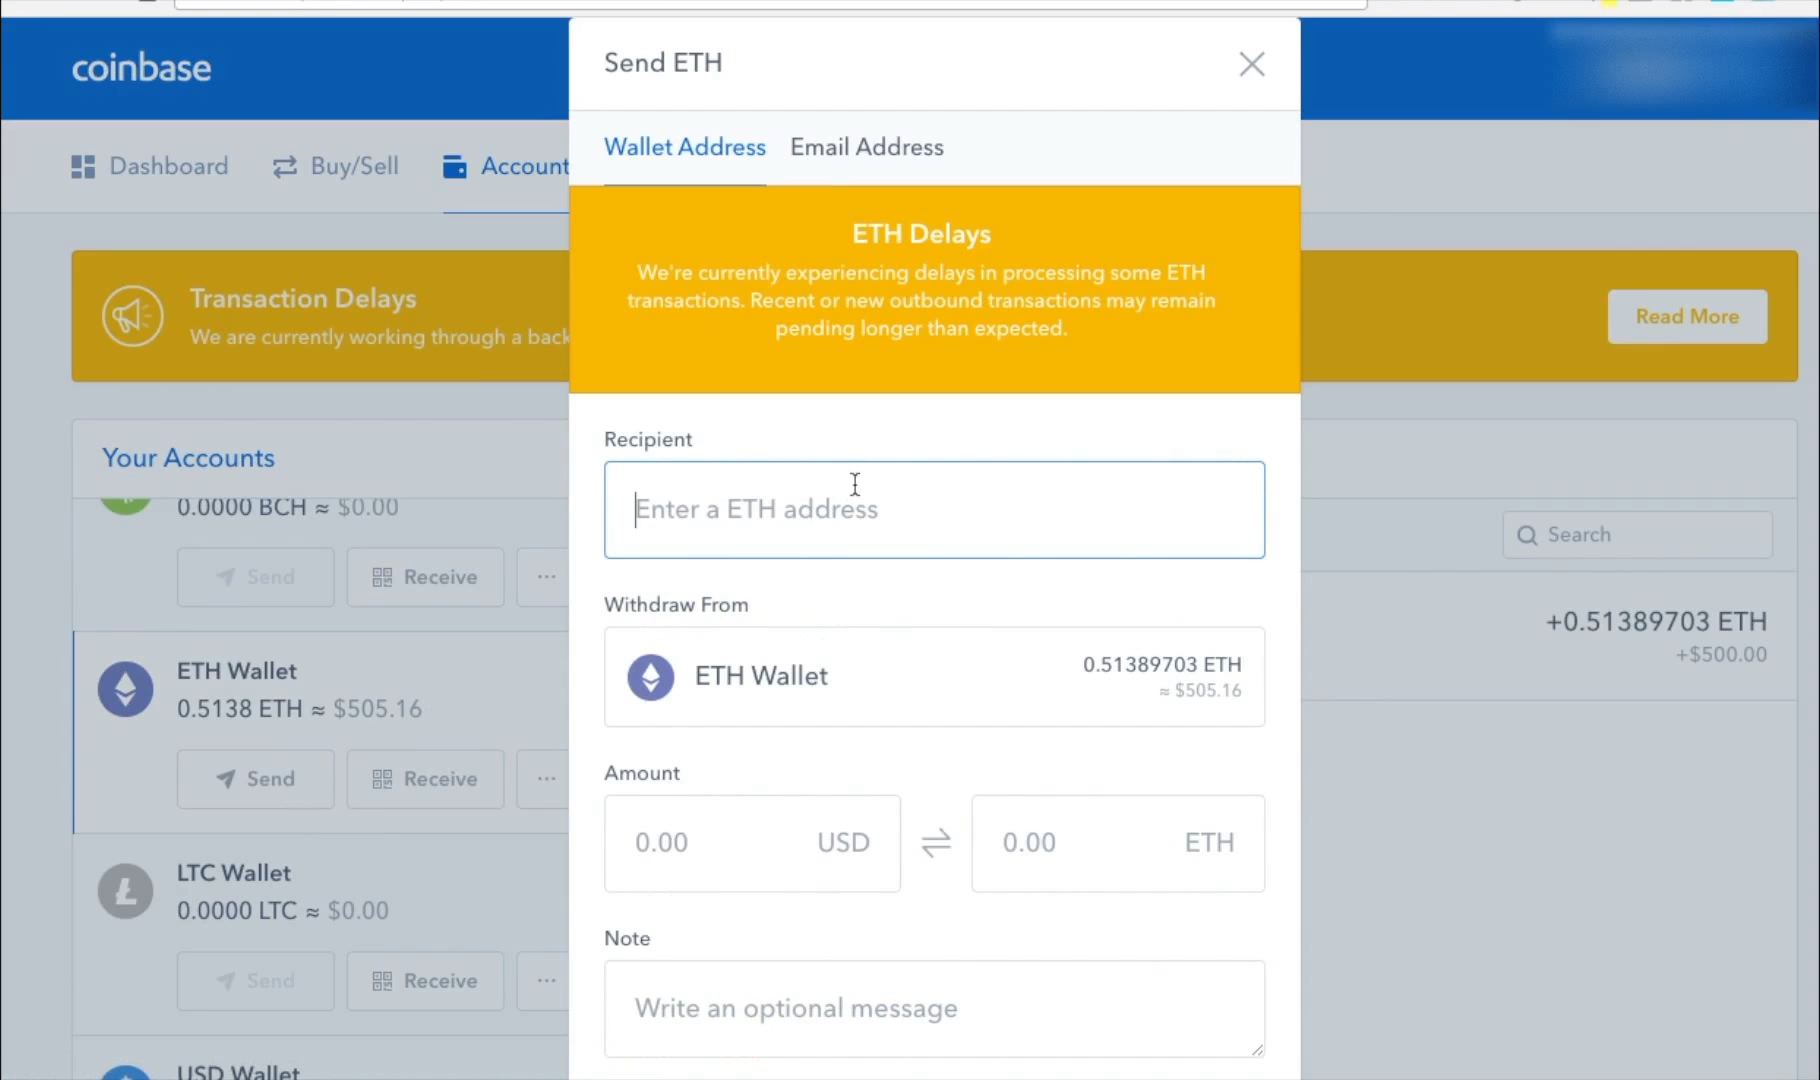 coinbase
Send ETH
Dashboard
Buy/Sell
Account
Wallet Address
Email Address
ETH Delays
We're currently experiencing delays in processing some ETH
transactions. Recent or new outbound transactions may remain
pending longer than expected.
Transaction Delays
We are currently working through a back
Read More
Your Accounts
0.0000 BCH ≈ $0.00
Send
Receive
ETH Wallet
0.5138 ETH ≈ $505.16
Send
Receive
LTC Wallet
0.0000 LTC ≈ $0.00
Send
Receive
USD Wallet
Recipient
Enter a ETH address
Withdraw From
ETH Wallet
0.51389703 ETH
≈ $505.16
Amount
0.00 USD
0.00 ETH
Note
Write an optional message
Search
+0.51389703 ETH
+$500.00